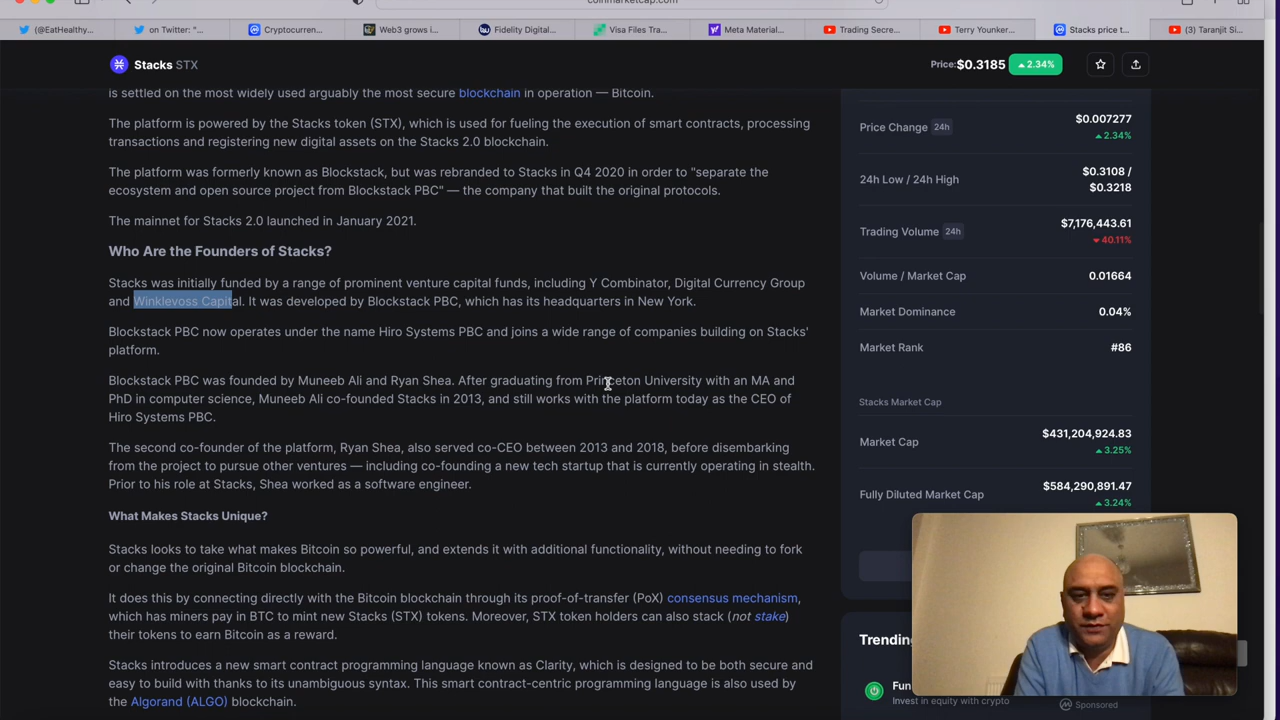 coinmarketcap.com
(@EatHealthy...
on Twitter: "...
Cryptocurren...
Web3 grows i...
Fidelity Digital...
Visa Files Tra...
Meta Material...
Trading Secre...
Terry Younker...
Stacks price t...
(3) Taranjit Si...
Stacks STX
Price: $0.3185
2.34%
is settled on the most widely used arguably the most secure blockchain in operation — Bitcoin.
The platform is powered by the Stacks token (STX), which is used for fueling the execution of smart contracts, processing
transactions and registering new digital assets on the Stacks 2.0 blockchain.
The platform was formerly known as Blockstack, but was rebranded to Stacks in Q4 2020 in order to "separate the
ecosystem and open source project from Blockstack PBC" — the company that built the original protocols.
The mainnet for Stacks 2.0 launched in January 2021.
Who Are the Founders of Stacks?
Stacks was initially funded by a range of prominent venture capital funds, including Y Combinator, Digital Currency Group
and Winklevoss Capital. It was developed by Blockstack PBC, which has its headquarters in New York.
Blockstack PBC now operates under the name Hiro Systems PBC and joins a wide range of companies building on Stacks'
platform.
Blockstack PBC was founded by Muneeb Ali and Ryan Shea. After graduating from Princeton University with an MA and
PhD in computer science, Muneeb Ali co-founded Stacks in 2013, and still works with the platform today as the CEO of
Hiro Systems PBC.
The second co-founder of the platform, Ryan Shea, also served co-CEO between 2013 and 2018, before disembarking
from the project to pursue other ventures — including co-founding a new tech startup that is currently operating in stealth.
Prior to his role at Stacks, Shea worked as a software engineer.
What Makes Stacks Unique?
Stacks looks to take what makes Bitcoin so powerful, and extends it with additional functionality, without needing to fork
or change the original Bitcoin blockchain.
It does this by connecting directly with the Bitcoin blockchain through its proof-of-transfer (PoX) consensus mechanism,
which has miners pay in BTC to mint new Stacks (STX) tokens. Moreover, STX token holders can also stack (not stake)
their tokens to earn Bitcoin as a reward.
Stacks introduces a new smart contract programming language known as Clarity, which is designed to be both secure and
easy to build with thanks to its unambiguous syntax. This smart contract-centric programming language is also used by
the Algorand (ALGO) blockchain.
Price Change 24h
$0.007277
2.34%
24h Low / 24h High
$0.3108 /
$0.3218
Trading Volume 24h
$7,176,443.61
40.11%
Volume / Market Cap
0.01664
Market Dominance
0.04%
Market Rank
#86
Stacks Market Cap
Market Cap
$431,204,924.83
3.25%
Fully Diluted Market Cap
$584,290,891.47
3.24%
Trending
Fun
Invest in equity with crypto
Sponsored